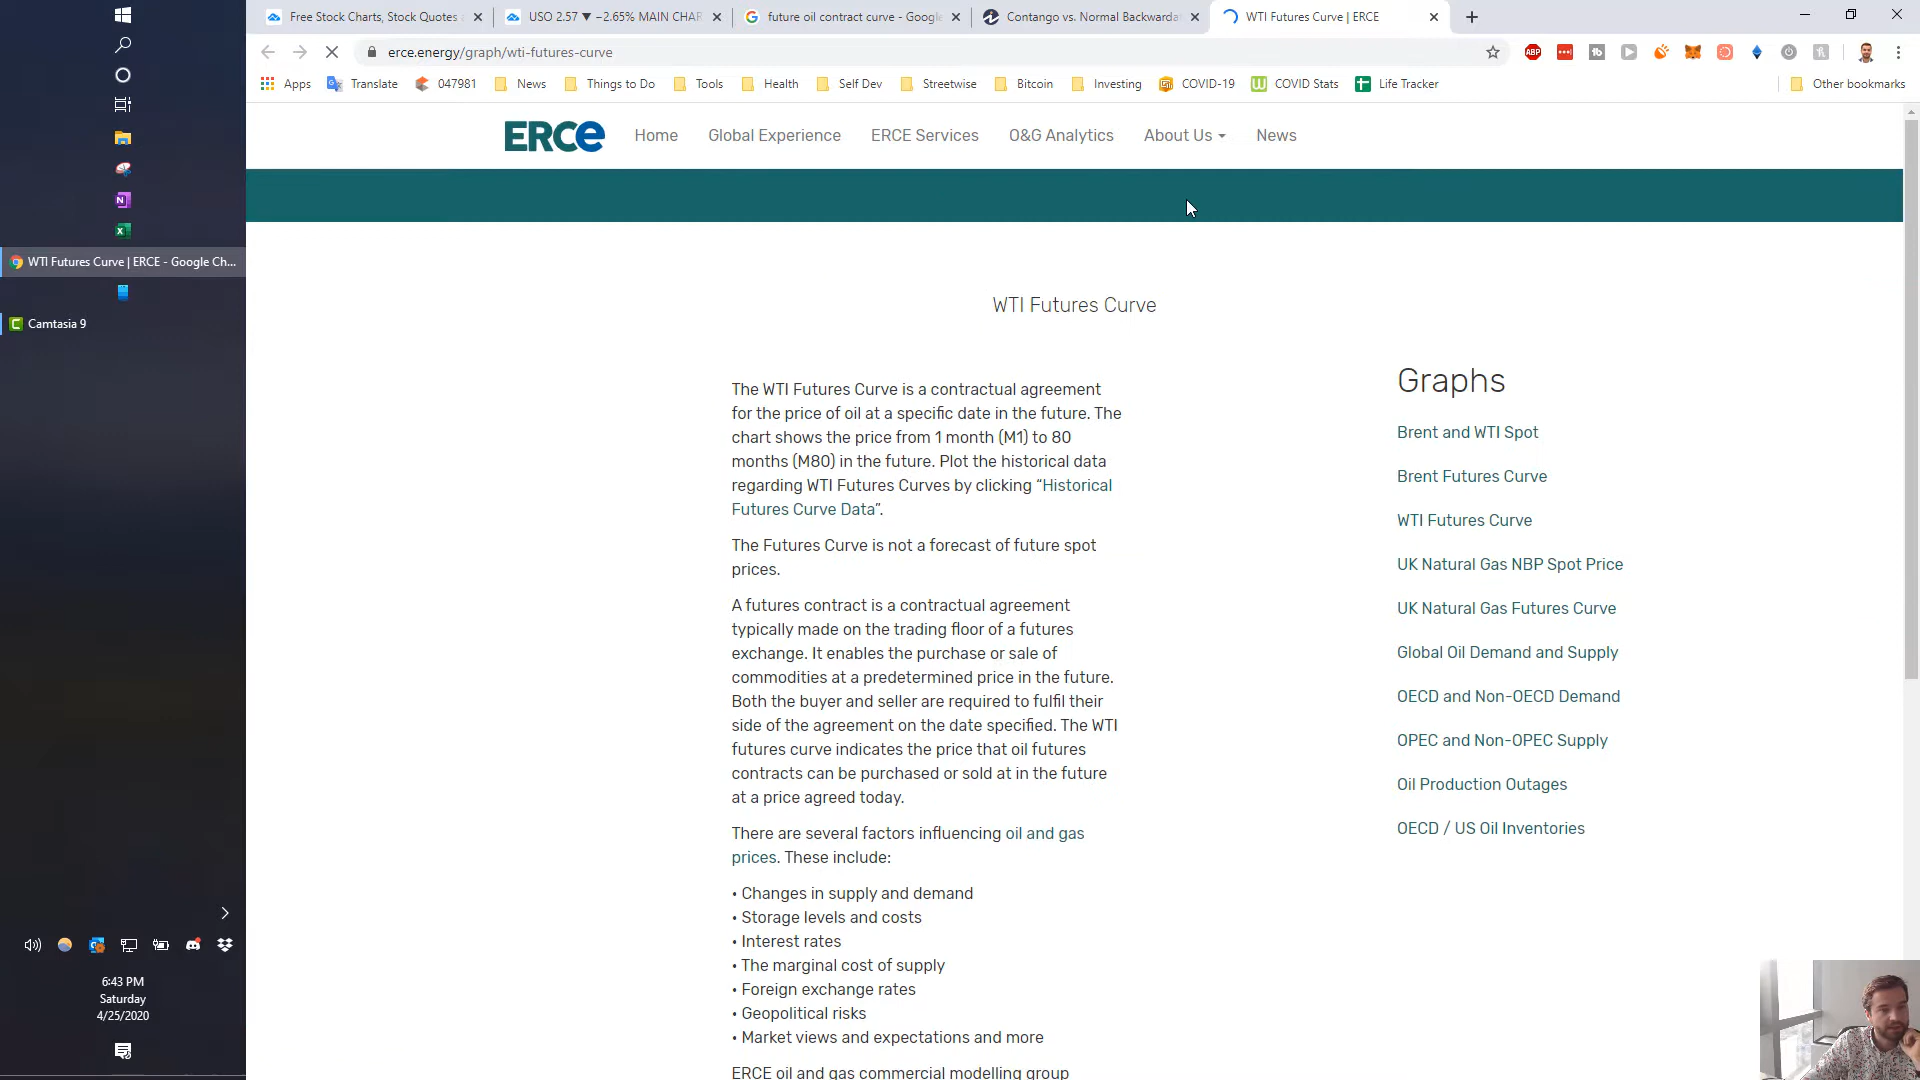 Free Stock Charts, Stock Quotes a
USO 2.57 ▼ −2.65% MAIN CHAR
future oil contract curve - Google
Contango vs. Normal Backwarda
WTI Futures Curve | ERCE
erce.energy/graph/wti-futures-curve
Apps
Translate
047981
News
Things to Do
Tools
Health
Self Dev
Streetwise
Bitcoin
Investing
COVID-19
COVID Stats
Life Tracker
Other bookmarks
ERCE
Home
Global Experience
ERCE Services
O&G Analytics
About Us
News
WTI Futures Curve | ERCE - Google Ch...
Camtasia 9
WTI Futures Curve
The WTI Futures Curve is a contractual agreement
for the price of oil at a specific date in the future. The
chart shows the price from 1 month (M1) to 80
months (M80) in the future. Plot the historical data
regarding WTI Futures Curves by clicking “Historical
Futures Curve Data”.
The Futures Curve is not a forecast of future spot
prices.
A futures contract is a contractual agreement
typically made on the trading floor of a futures
exchange. It enables the purchase or sale of
commodities at a predetermined price in the future.
Both the buyer and seller are required to fulfil their
side of the agreement on the date specified. The WTI
futures curve indicates the price that oil futures
contracts can be purchased or sold at in the future
at a price agreed today.
There are several factors influencing oil and gas
prices. These include:
• Changes in supply and demand
• Storage levels and costs
• Interest rates
• The marginal cost of supply
• Foreign exchange rates
• Geopolitical risks
• Market views and expectations and more
ERCE oil and gas commercial modelling group
Graphs
Brent and WTI Spot
Brent Futures Curve
WTI Futures Curve
UK Natural Gas NBP Spot Price
UK Natural Gas Futures Curve
Global Oil Demand and Supply
OECD and Non-OECD Demand
OPEC and Non-OPEC Supply
Oil Production Outages
OECD / US Oil Inventories
6:43 PM
Saturday
4/25/2020